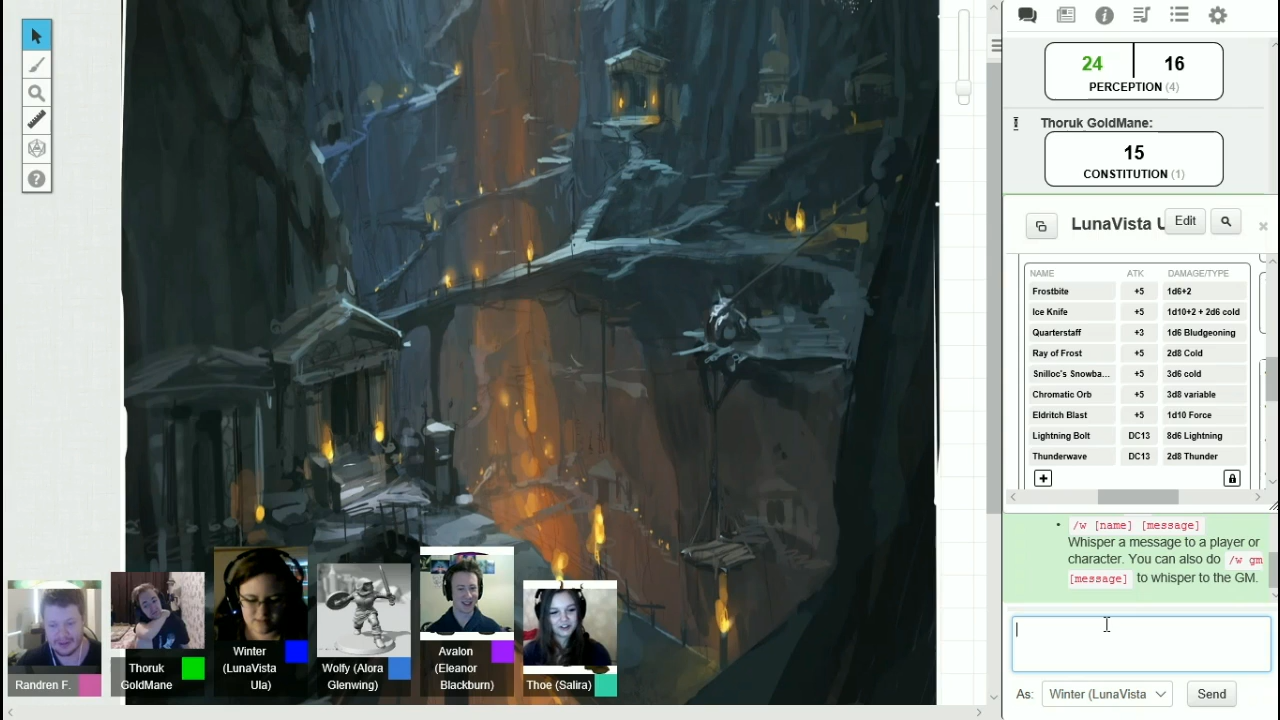 24 16
PERCEPTION (4)
Thoruk GoldMane:
15
CONSTITUTION (1)
LunaVista U
Edit
NAME ATK DAMAGE/TYPE
Frostbite +5 1d6+2
Ice Knife +5 1d10+2 + 2d6 cold
Quarterstaff +3 1d6 Bludgeoning
Ray of Frost +5 2d8 Cold
Snilloc's Snowba... +5 3d6 cold
Chromatic Orb +5 3d8 variable
Eldritch Blast +5 1d10 Force
Lightning Bolt DC13 8d6 Lightning
Thunderwave DC13 2d8 Thunder
• /w [name] [message]
Whisper a message to a player or
character. You can also do /w gm
[message] to whisper to the GM.
As: Winter (LunaVista
Send
Randren F.
Thoruk
GoldMane
Winter
(LunaVista
Ula)
Wolfy (Alora
Glenwing)
Avalon
(Eleanor
Blackburn)
Thoe (Salira)